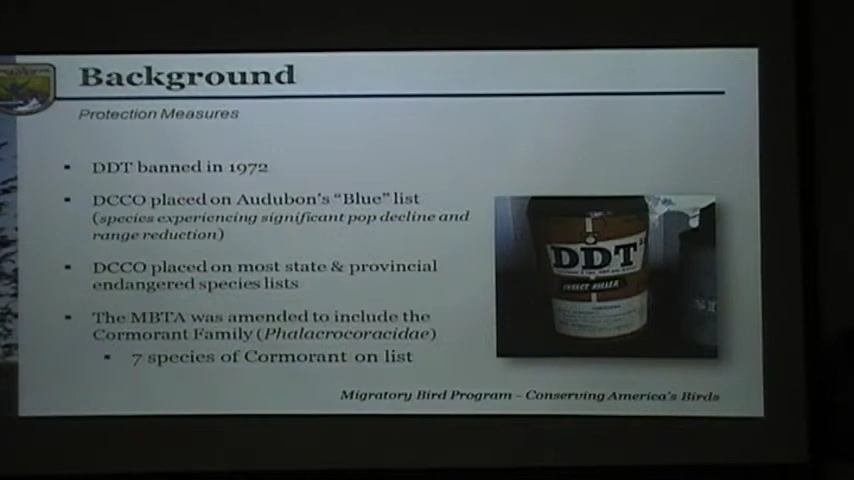 Background
Protection Measures
▪ DDT banned in 1972
▪ DCCO placed on Audubon's "Blue" list
(species experiencing significant pop decline and
range reduction)
▪ DCCO placed on most state & provincial
endangered species lists
▪ The MBTA was amended to include the
Cormorant Family (Phalacrocoracidae)
▪ 7 species of Cormorant on list
DDT
INSECT KILLER
Migratory Bird Program – Conserving America's Birds